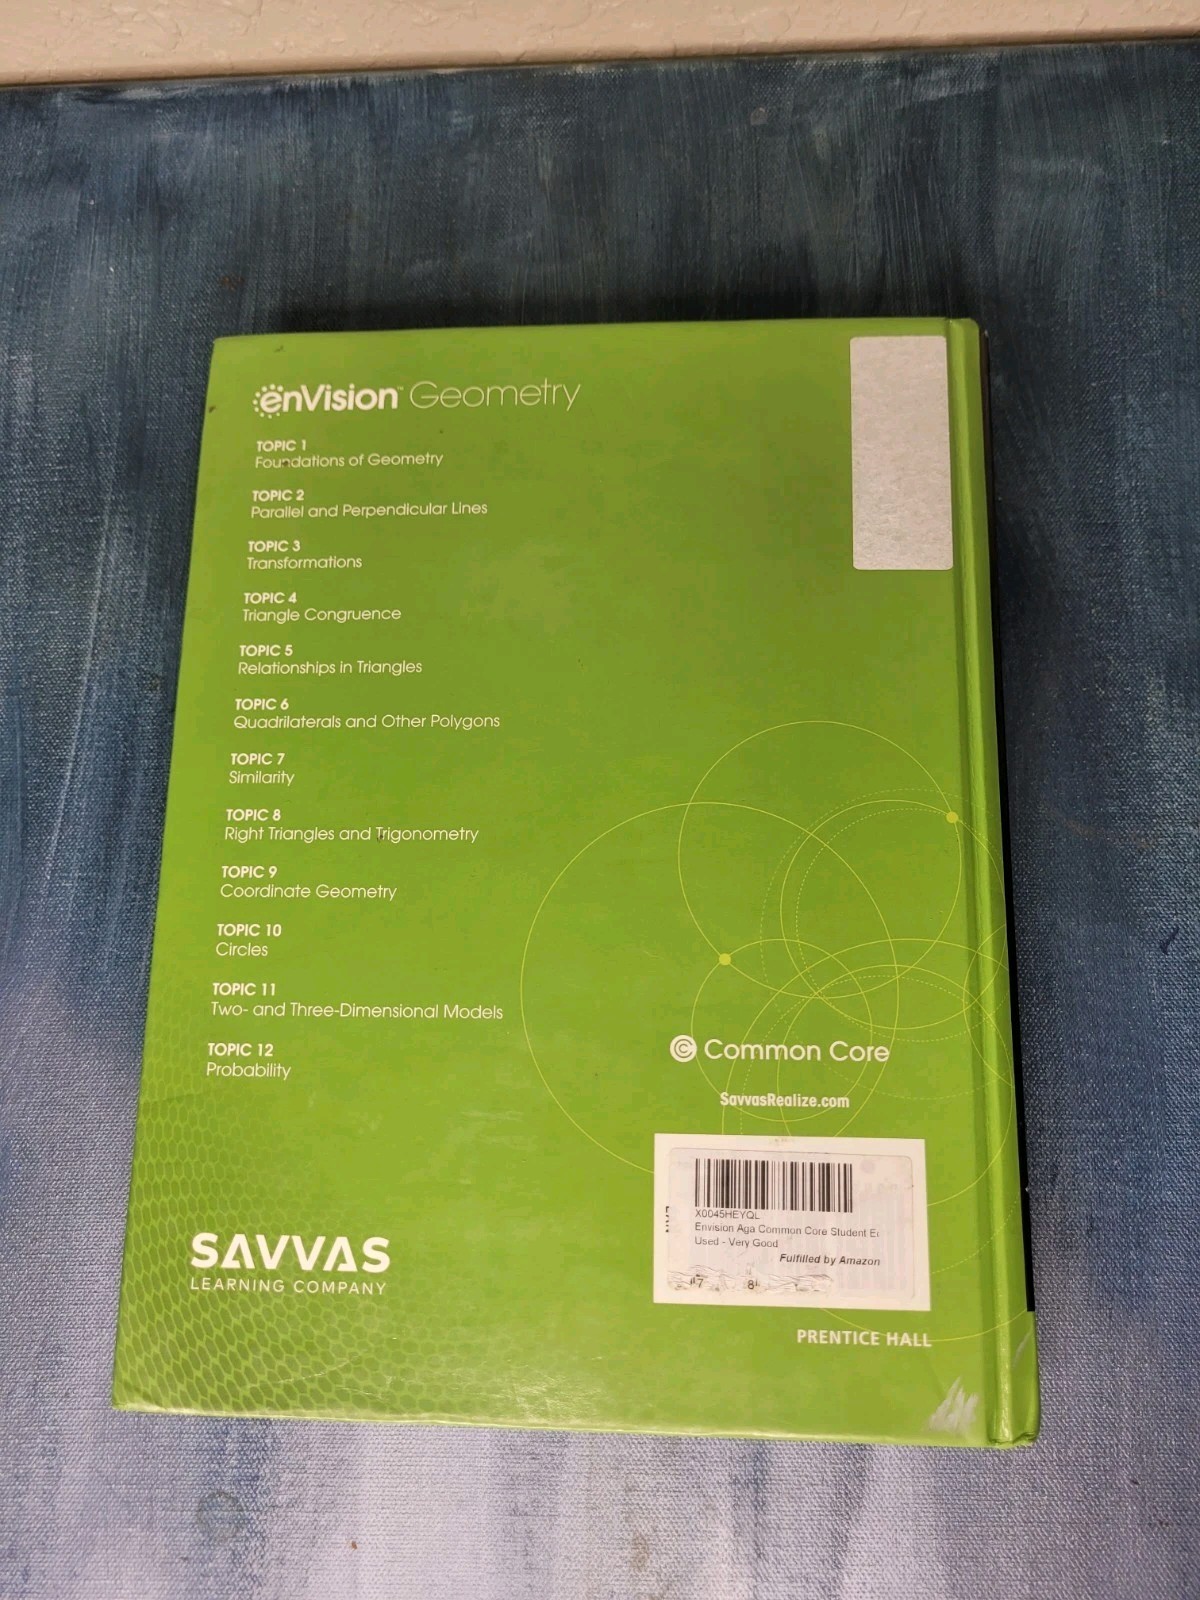 enVision™ Geometry
TOPIC 1
Foundations of Geometry
TOPIC 2
Parallel and Perpendicular Lines
TOPIC 3
Transformations
TOPIC 4
Triangle Congruence
TOPIC 5
Relationships in Triangles
TOPIC 6
Quadrilaterals and Other Polygons
TOPIC 7
Similarity
TOPIC 8
Right Triangles and Trigonometry
TOPIC 9
Coordinate Geometry
TOPIC 10
Circles
TOPIC 11
Two- and Three-Dimensional Models
TOPIC 12
Probability
C Common Core
SavvasRealize.com
X0045HEYQL
Envision Aga Common Core Student
Used - Very Good
Fulfilled by Amazon
SAVVAS
LEARNING COMPANY
PRENTICE HALL